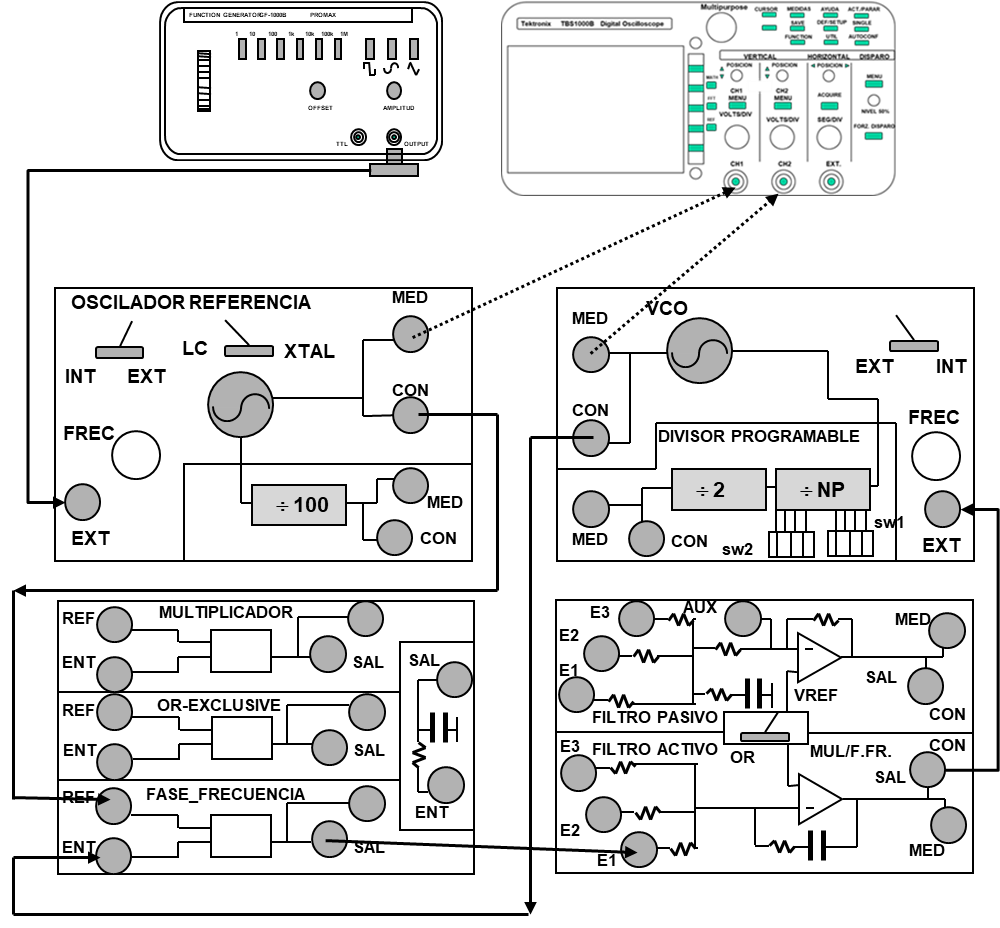 FUNCTION GENERATOR GF-1000B PROMAX
1 10 100 1k 10k 100k 1M
OFFSET AMPLITUD
TTL OUTPUT
Tektronix TBS1000B Digital Oscilloscope
Multipurpose
CURSOR MEDIDAS AYUDA ACT./PARAR
SAVE DEF/SETUP SINGLE
FUNCTION UTIL AUTOCONF
VERTICAL HORIZONTAL DISPARO
POSICION POSICION POSICION
MENU
MATH
CH1 MENU
CH2 MENU
ACQUIRE
REF
NIVEL 50%
VOLTS/DIV VOLTS/DIV SEG/DIV
FORZ. DISPARO
CH1 CH2 EXT.
OSCILADOR REFERENCIA
MED
LC XTAL
INT EXT
CON
FREC
÷ 100
MED
EXT
CON
VCO
MED
EXT INT
CON
FREC
DIVISOR PROGRAMABLE
÷ 2
÷ NP
MED
CON
sw2
sw1
EXT
MULTIPLICADOR
REF
ENT
SAL
OR-EXCLUSIVE
REF
ENT
SAL
FASE_FRECUENCIA
REF
ENT
SAL
SAL
ENT
E3
AUX
MED
E2
E1
SAL
VREF
CON
FILTRO PASIVO
OR
MUL/F.FR.
E3
FILTRO ACTIVO
CON
SAL
E2
E1
MED